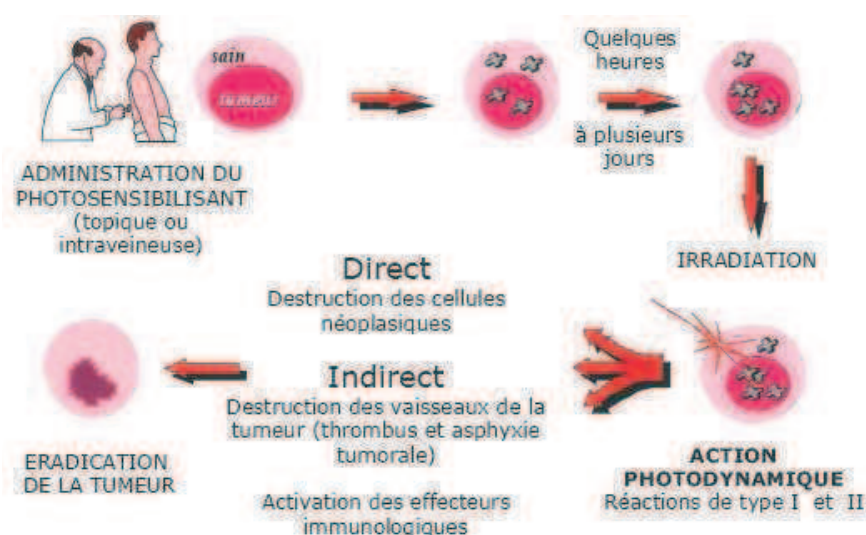 sain
tumeur
ADMINISTRATION DU
PHOTOSENSIBILISANT
(topique ou
intraveineuse)
Quelques
heures
à plusieurs
jours
IRRADIATION
Direct
Destruction des cellules
néoplasiques
Indirect
Destruction des vaisseaux de la
tumeur (thrombus et asphyxie
tumorale)
Activation des effecteurs
immunologiques
ACTION
PHOTODYNAMIQUE
Réactions de type I et II
ERADICATION
DE LA TUMEUR